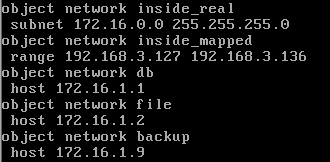 object network inside_real
 subnet 172.16.0.0 255.255.255.0
object network inside_mapped
 range 192.168.3.127 192.168.3.136
object network db
 host 172.16.1.1
object network file
 host 172.16.1.2
object network backup
 host 172.16.1.9